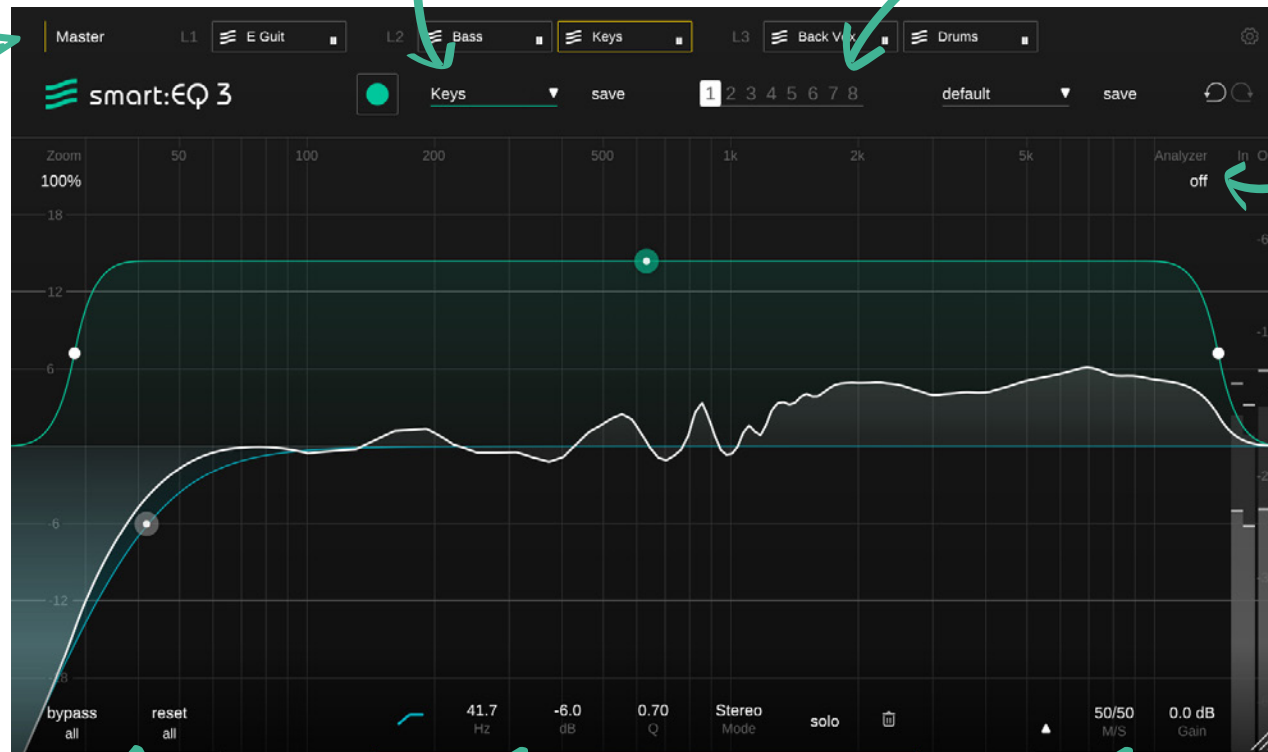 Master L1 E Guit L2 Bass Keys L3 Back Vox Drums
smart:EQ 3 Keys save 1 2 3 4 5 6 7 8 default save
Zoom 50 100 200 500 1k 2k 5k Analyzer In
100% off
18
-6
12
6
-6
-12
bypass reset 41.7 -6.0 0.70 Stereo solo 50/50 0.0 dB
all all Hz dB Q Mode M/S Gain